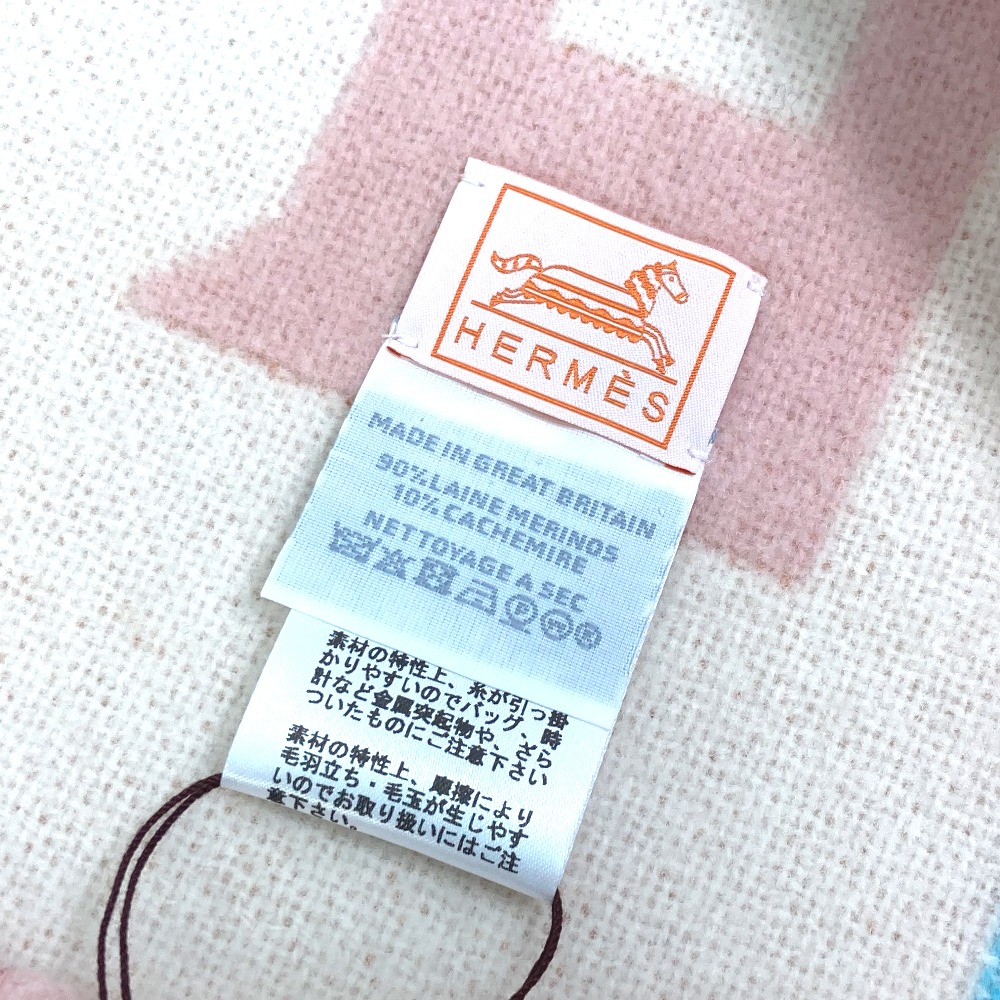 HERMÈS
MADE IN GREAT BRITAIN
90% LAINE MERINOS
10% CACHEMIRE
NETTOYAGE A SEC
素材の特性上、糸が引っ掛
かりやすいのでバッグ、時
計など金属突起物や、ざら
ついたものにご注意下さい
素材の特性上、摩擦により
毛羽立ち・毛玉が生じやす
いのでお取り扱いにはご注
意下さい。